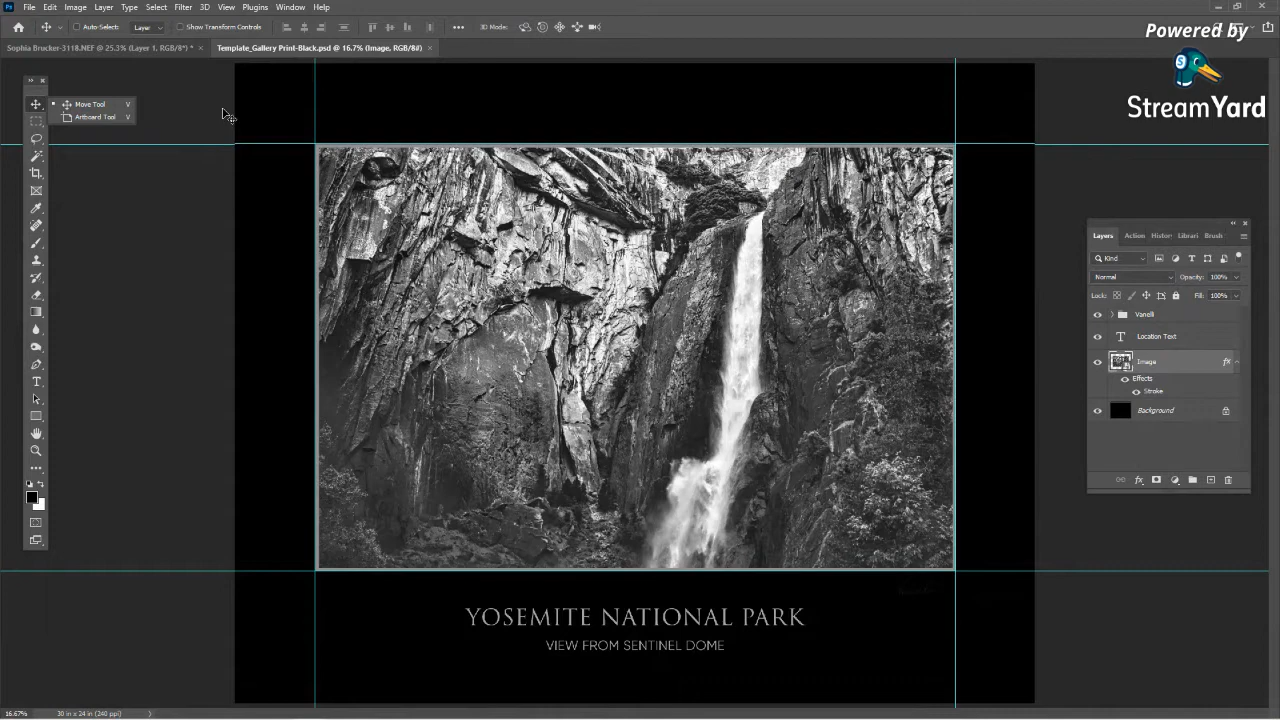 File Edit Image Layer Type Select Filter 3D View Plugins Window Help
Auto-Select: Layer Show Transform Controls 3D Mode:
Powered by
StreamYard
Sophia Brucker-3118.NEF @ 25.3% (Layer 1, RGB/8*) * × Template_Gallery Print-Black.psd @ 16.7% (Image, RGB/8#) ×
Move Tool V
Artboard Tool V
Layers Action Histor Librari Brush
Kind
Normal Opacity: 100%
Lock: Fill: 100%
Vanelli
Location Text
Image fx
Effects
Stroke
Background
YOSEMITE NATIONAL PARK
VIEW FROM SENTINEL DOME
16.67% 30 in x 24 in (240 ppi)